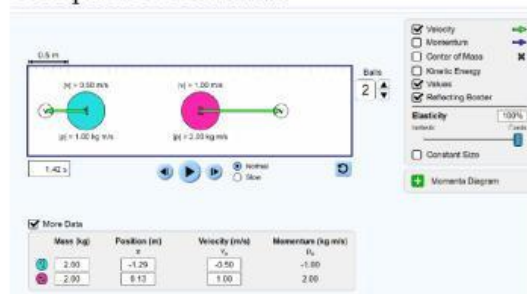 0.5 m
|v| = 0.50 m/s
|v| = 1.00 m/s
|p| = 1.00 kg m/s
|p| = 2.00 kg m/s
1.42 s
Normal
Slow
Balls
2
Velocity
Momentum
Center of Mass
Kinetic Energy
Values
Reflecting Border
Elasticity
100%
Inelastic
Constant Size
Momenta Diagram
More Data
Mass (kg) Position (m) Velocity (m/s) Momentum (kg m/s)
x Vx Px
2.00 -1.29 -0.50 -1.00
2.00 0.13 1.00 2.00